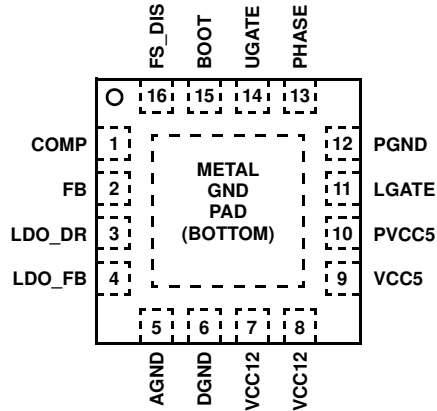 FS_DIS
BOOT
UGATE
PHASE
16 15 14 13
COMP 1
FB 2
LDO_DR 3
LDO_FB 4
METAL
GND
PAD
(BOTTOM)
12 PGND
11 LGATE
10 PVCC5
9 VCC5
5 6 7 8
AGND
DGND
VCC12
VCC12